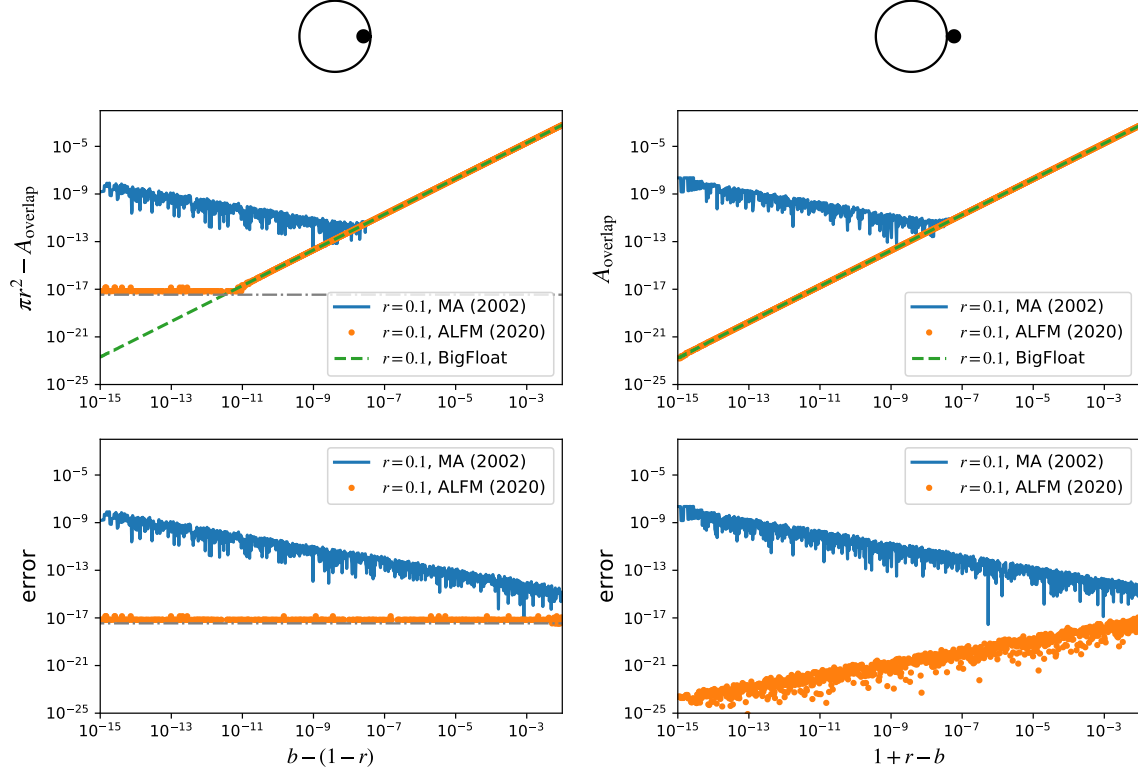 πr² − A_overlap
10⁻⁵
10⁻⁹
10⁻¹³
10⁻¹⁷
10⁻²¹
10⁻²⁵
r = 0.1, MA (2002)
r = 0.1, ALFM (2020)
r = 0.1, BigFloat
10⁻¹⁵ 10⁻¹³ 10⁻¹¹ 10⁻⁹ 10⁻⁷ 10⁻⁵ 10⁻³
A_overlap
10⁻⁵
10⁻⁹
10⁻¹³
10⁻¹⁷
10⁻²¹
10⁻²⁵
r = 0.1, MA (2002)
r = 0.1, ALFM (2020)
r = 0.1, BigFloat
10⁻¹⁵ 10⁻¹³ 10⁻¹¹ 10⁻⁹ 10⁻⁷ 10⁻⁵ 10⁻³
error
10⁻⁵
10⁻⁹
10⁻¹³
10⁻¹⁷
10⁻²¹
10⁻²⁵
r = 0.1, MA (2002)
r = 0.1, ALFM (2020)
10⁻¹⁵ 10⁻¹³ 10⁻¹¹ 10⁻⁹ 10⁻⁷ 10⁻⁵ 10⁻³
b − (1 − r)
error
10⁻⁵
10⁻⁹
10⁻¹³
10⁻¹⁷
10⁻²¹
10⁻²⁵
r = 0.1, MA (2002)
r = 0.1, ALFM (2020)
10⁻¹⁵ 10⁻¹³ 10⁻¹¹ 10⁻⁹ 10⁻⁷ 10⁻⁵ 10⁻³
1 + r − b